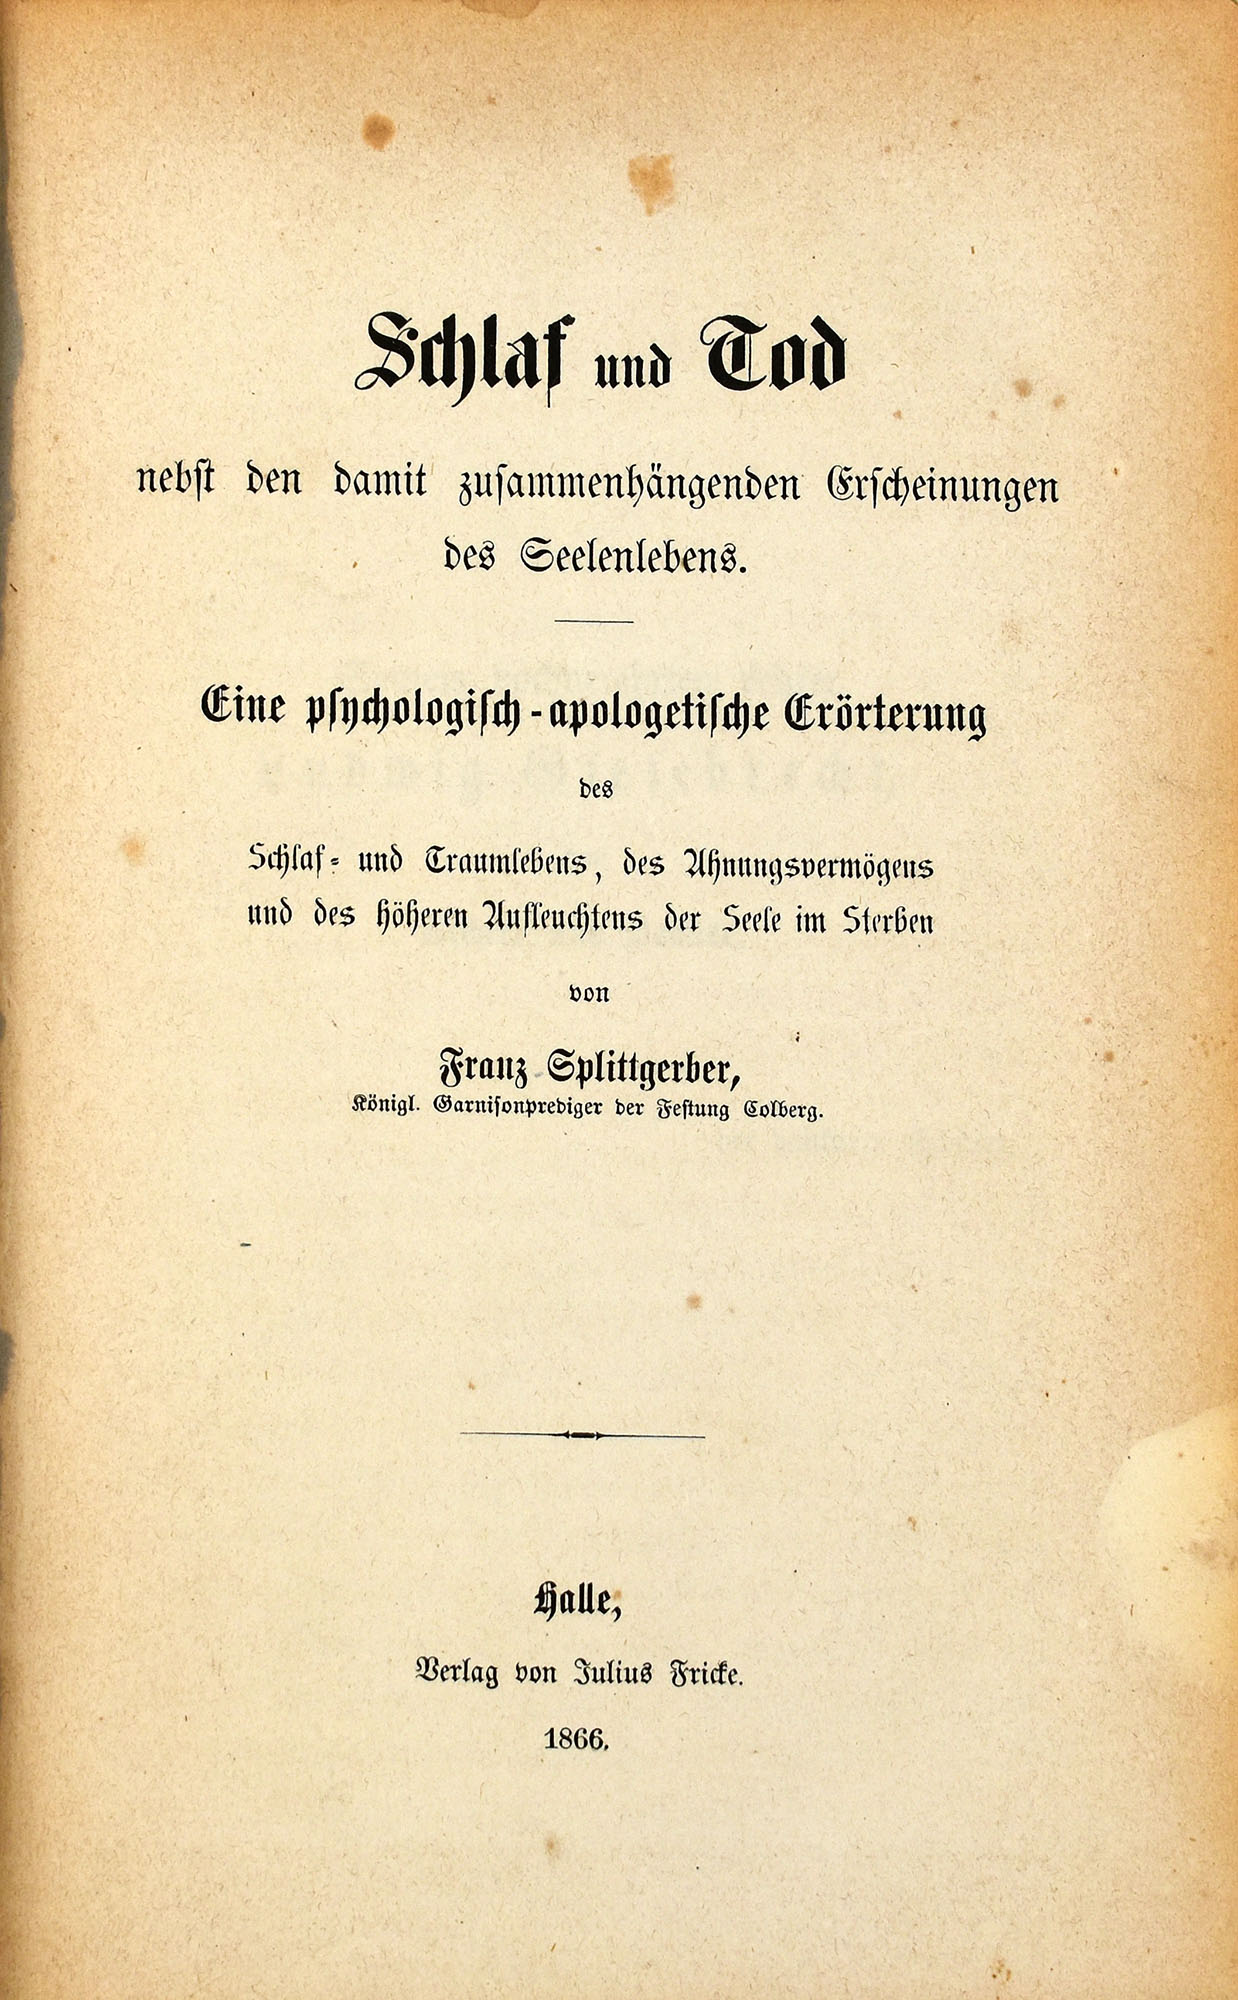 Schlaf und Tod
nebst den damit zusammenhängenden Erscheinungen
des Seelenlebens.
Eine psychologisch-apologetische Erörterung
des
Schlaf- und Traumlebens, des Ahnungsvermögens
und des höheren Aufleuchtens der Seele im Sterben
von
Franz Splittgerber,
Königl. Garnisonprediger der Festung Colberg.
Halle,
Verlag von Julius Fricke.
1866.